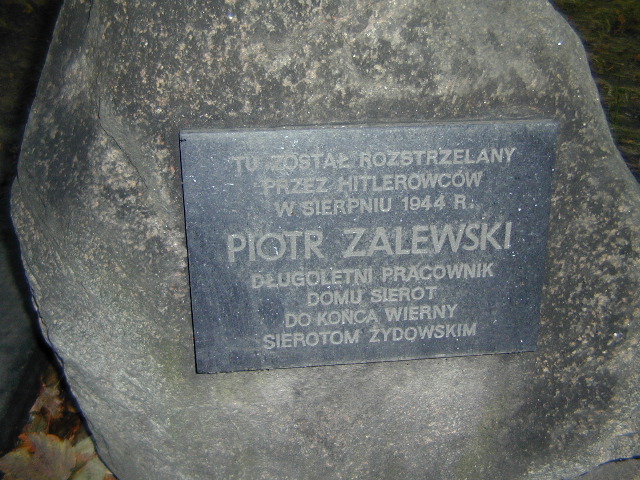 TU ZOSTAŁ ROZSTRZELANY
PRZEZ HITLEROWCÓW
W SIERPNIU 1944 R.
PIOTR ZALEWSKI
DŁUGOLETNI PRACOWNIK
DOMU SIEROT
DO KOŃCA WIERNY
SIEROTOM ŻYDOWSKIM